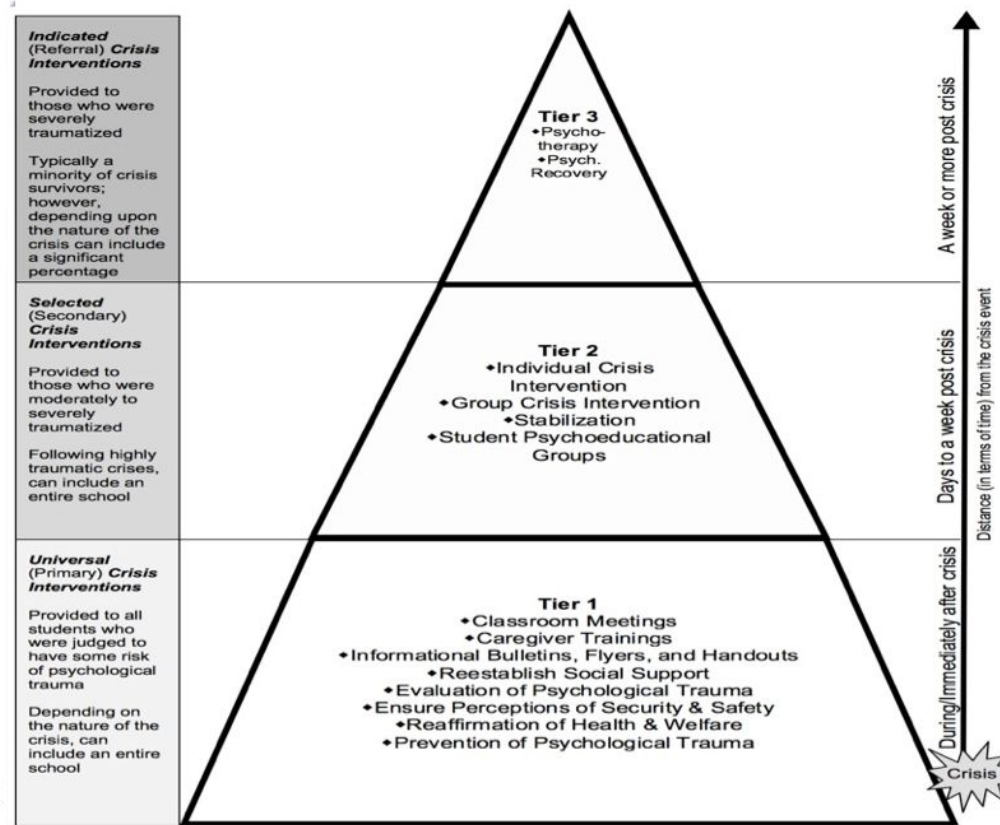 Indicated
(Referral) Crisis
Interventions
Provided to
those who were
severely
traumatized
Typically a
minority of crisis
survivors;
however,
depending upon
the nature of the
crisis can include
a significant
percentage
Selected
(Secondary)
Crisis
Interventions
Provided to
those who were
moderately to
severely
traumatized
Following highly
traumatic crises,
can include an
entire school
Universal
(Primary) Crisis
Interventions
Provided to all
students who
were judged to
have some risk
of psychological
trauma
Depending on
the nature of the
crisis, can
include an entire
school
Tier 3
◆Psycho-
therapy
◆Psych.
Recovery
Tier 2
◆Individual Crisis
Intervention
◆Group Crisis Intervention
◆Stabilization
◆Student Psychoeducational
Groups
Tier 1
◆Classroom Meetings
◆Caregiver Trainings
◆Informational Bulletins, Flyers, and Handouts
◆Reestablish Social Support
◆Evaluation of Psychological Trauma
◆Ensure Perceptions of Security & Safety
◆Reaffirmation of Health & Welfare
◆Prevention of Psychological Trauma
A week or more post crisis
Days to a week post crisis
During/Immediately after crisis
Distance (in terms of time) from the crisis event
Crisis